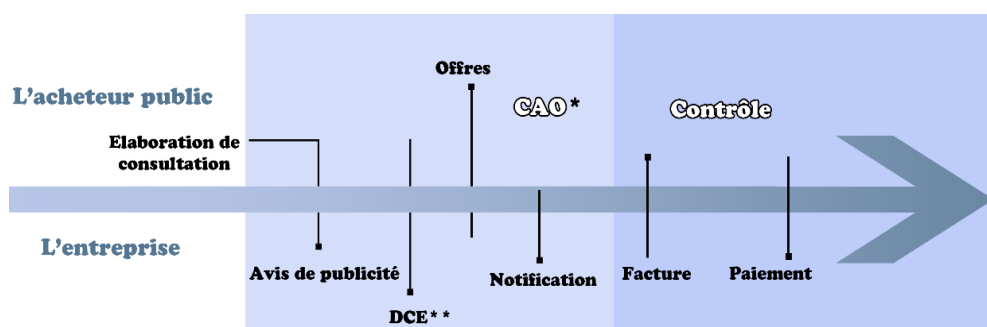 Offres
L'acheteur public
CAO*
Contrôle
Elaboration de
consultation
L'entreprise
Avis de publicité
Notification
Facture
Paiement
DCE**